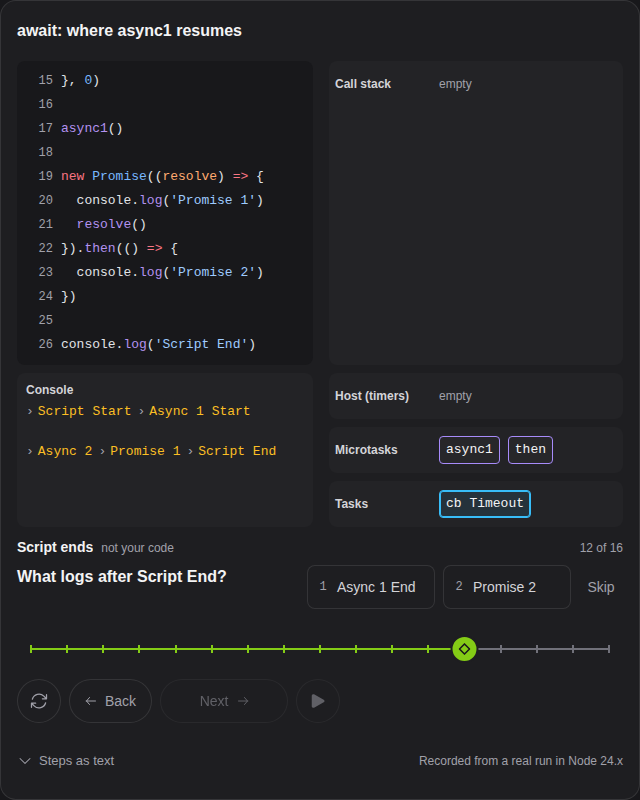 await: where async1 resumes
15 }, 0)
16
17 async1()
18
19 new Promise((resolve) => {
20   console.log('Promise 1')
21   resolve()
22 }).then(() => {
23   console.log('Promise 2')
24 })
25
26 console.log('Script End')
Call stack empty
Console
› Script Start › Async 1 Start
› Async 2 › Promise 1 › Script End
Host (timers) empty
Microtasks async1 then
Tasks cb Timeout
Script ends not your code 12 of 16
What logs after Script End? 1 Async 1 End 2 Promise 2 Skip
← Back Next →
Steps as text Recorded from a real run in Node 24.x